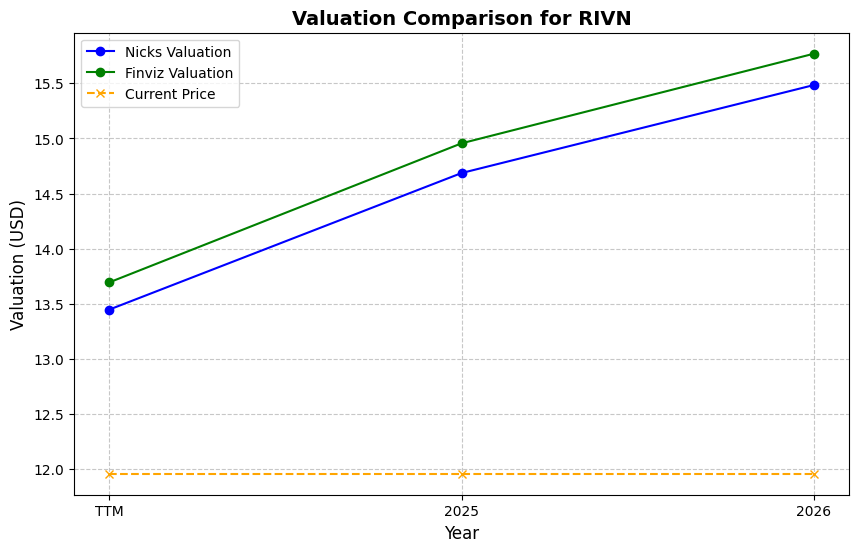 Valuation Comparison for RIVN
Nicks Valuation
Finviz Valuation
Current Price
Valuation (USD)
15.5
15.0
14.5
14.0
13.5
13.0
12.5
12.0
TTM 2025 2026
Year